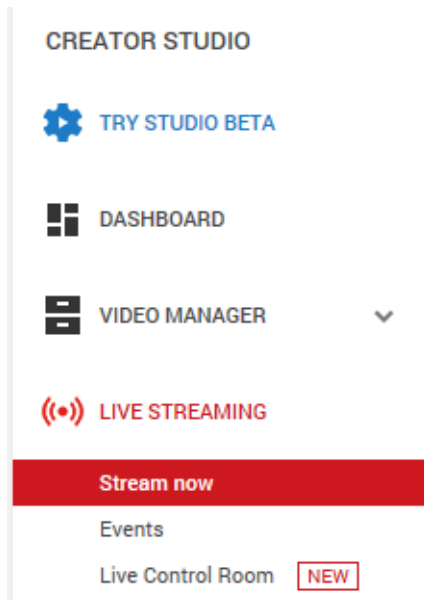 CREATOR STUDIO
TRY STUDIO BETA
DASHBOARD
VIDEO MANAGER
LIVE STREAMING
Stream now
Events
Live Control Room NEW